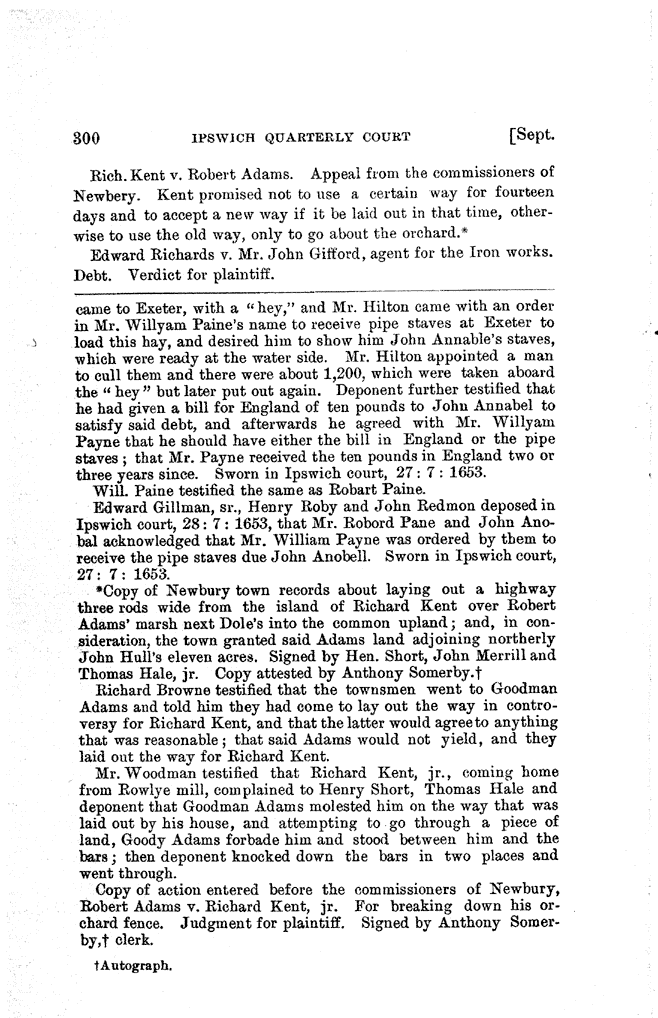 300 IPSWICH QUARTERLY COURT [Sept.
Rich. Kent v. Robert Adams. Appeal from the commissioners of
Newbery. Kent promised not to use a certain way for fourteen
days and to accept a new way if it be laid out in that time, other-
wise to use the old way, only to go about the orchard.*
Edward Richards v. Mr. John Gifford, agent for the Iron works.
Debt. Verdict for plaintiff.
came to Exeter, with a "hey," and Mr. Hilton came with an order
in Mr. Willyam Paine's name to receive pipe staves at Exeter to
load this hay, and desired him to show him John Annable's staves,
which were ready at the water side. Mr. Hilton appointed a man
to cull them and there were about 1,200, which were taken aboard
the "hey" but later put out again. Deponent further testified that
he had given a bill for England of ten pounds to John Annabel to
satisfy said debt, and afterwards he agreed with Mr. Willyam
Payne that he should have either the bill in England or the pipe
staves; that Mr. Payne received the ten pounds in England two or
three years since. Sworn in Ipswich court, 27: 7: 1653.
Will. Paine testified the same as Robart Paine.
Edward Gillman, sr., Henry Roby and John Redmon deposed in
Ipswich court, 28: 7: 1653, that Mr. Robord Pane and John Ano-
bal acknowledged that Mr. William Payne was ordered by them to
receive the pipe staves due John Anobell. Sworn in Ipswich court,
27: 7: 1653.
*Copy of Newbury town records about laying out a highway
three rods wide from the island of Richard Kent over Robert
Adams' marsh next Dole's into the common upland; and, in con-
sideration, the town granted said Adams land adjoining northerly
John Hull's eleven acres. Signed by Hen. Short, John Merrill and
Thomas Hale, jr. Copy attested by Anthony Somerby.†
Richard Browne testified that the townsmen went to Goodman
Adams and told him they had come to lay out the way in contro-
versy for Richard Kent, and that the latter would agree to anything
that was reasonable; that said Adams would not yield, and they
laid out the way for Richard Kent.
Mr. Woodman testified that Richard Kent, jr., coming home
from Rowlye mill, complained to Henry Short, Thomas Hale and
deponent that Goodman Adams molested him on the way that was
laid out by his house, and attempting to go through a piece of
land, Goody Adams forbade him and stood between him and the
bars; then deponent knocked down the bars in two places and
went through.
Copy of action entered before the commissioners of Newbury,
Robert Adams v. Richard Kent, jr. For breaking down his or-
chard fence. Judgment for plaintiff. Signed by Anthony Somer-
by,† clerk.
†Autograph.